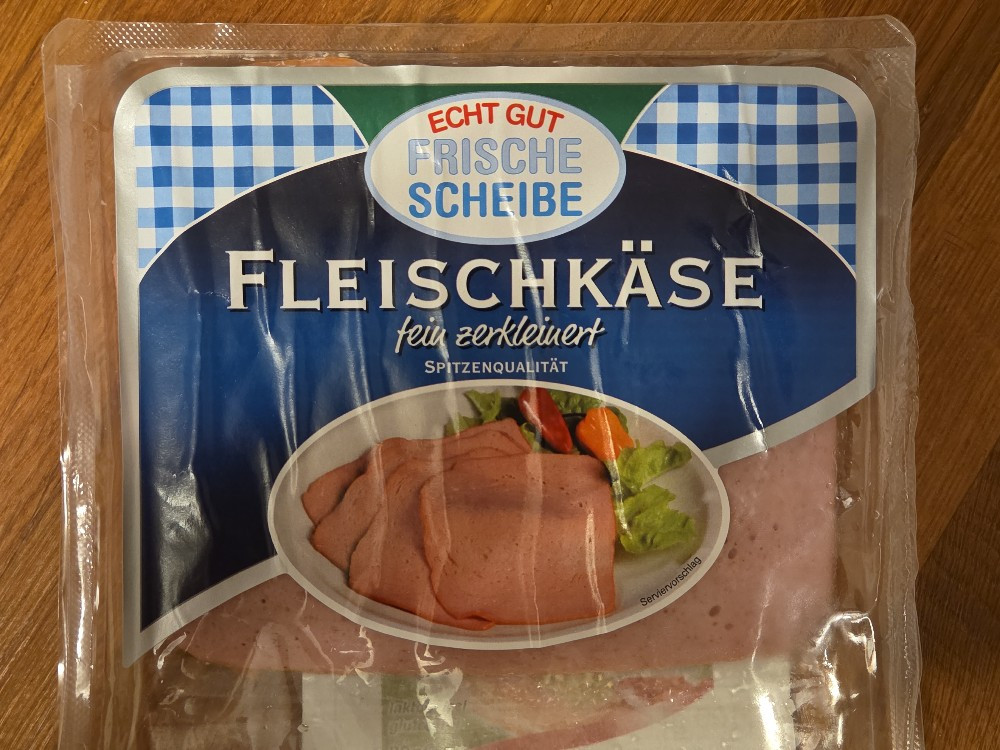 ECHT GUT
FRISCHE
SCHEIBE
FLEISCHKÄSE
fein zerkleinert
SPITZENQUALITÄT
Serviervorschlag